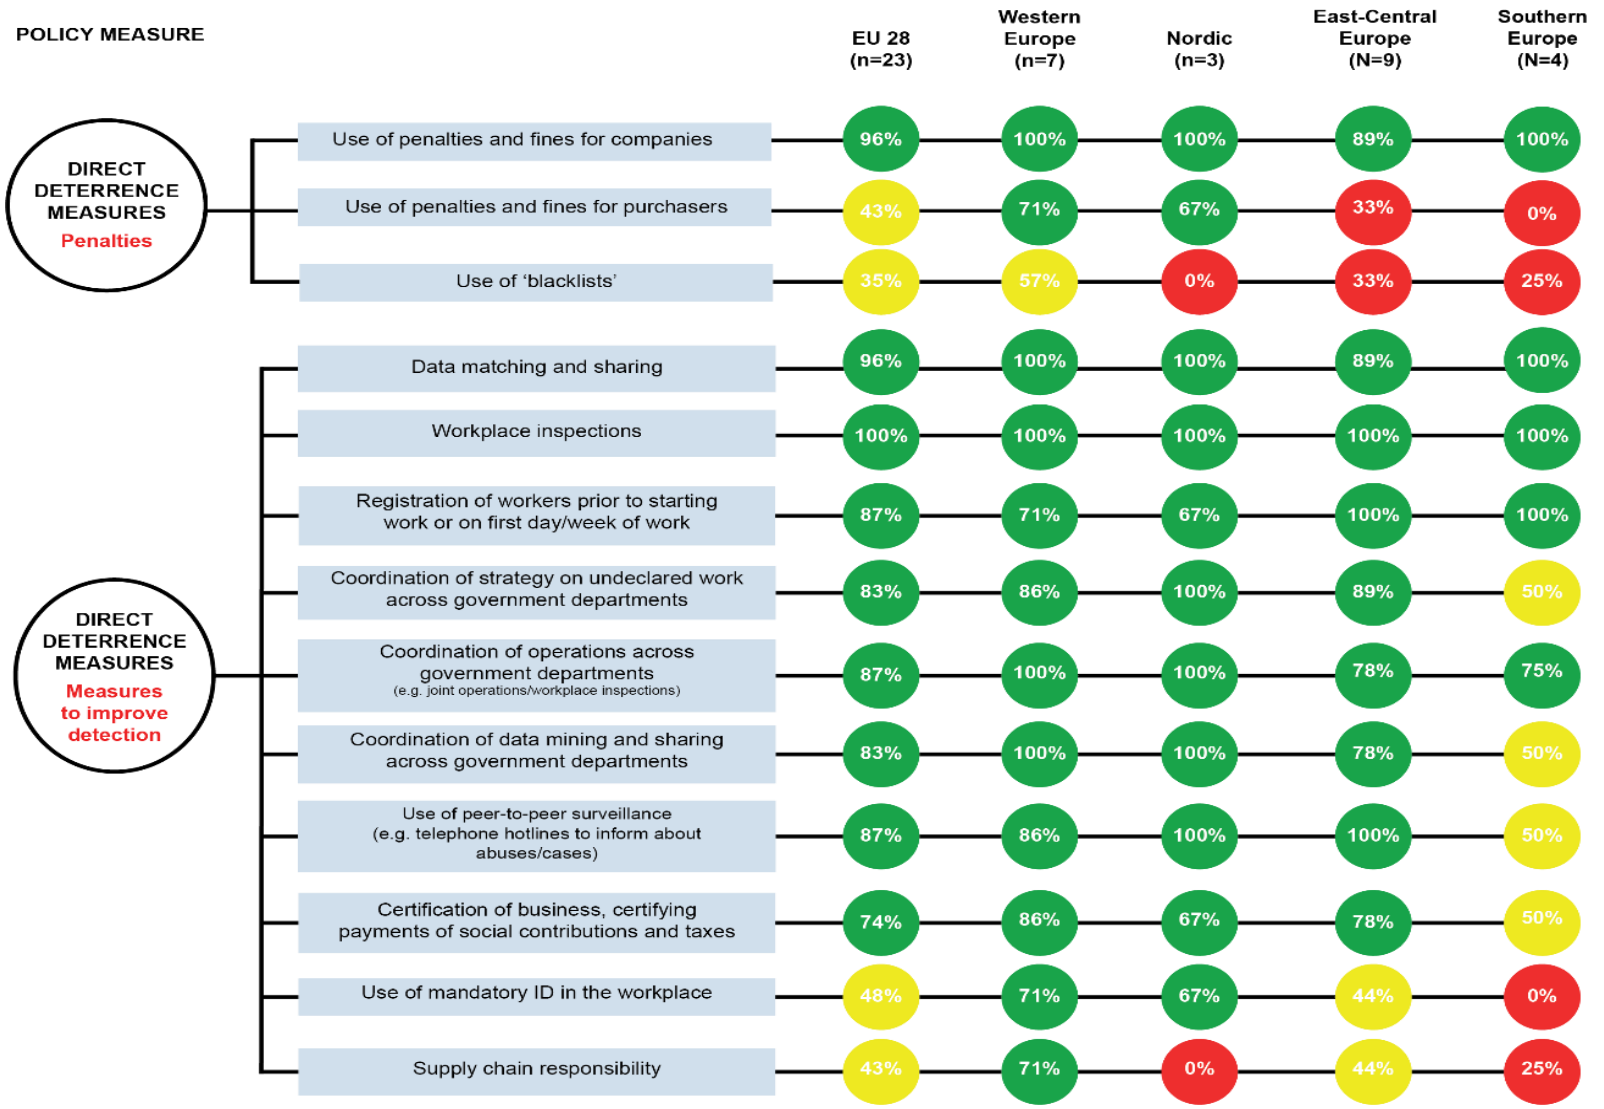 POLICY MEASURE
EU 28
(n=23)
Western
Europe
(n=7)
Nordic
(n=3)
East-Central
Europe
(N=9)
Southern
Europe
(N=4)
DIRECT
DETERRENCE
MEASURES
Penalties
Use of penalties and fines for companies
96% 100% 100% 89% 100%
Use of penalties and fines for purchasers
43% 71% 67% 33% 0%
Use of ‘blacklists’
35% 57% 0% 33% 25%
DIRECT
DETERRENCE
MEASURES
Measures
to improve
detection
Data matching and sharing
96% 100% 100% 89% 100%
Workplace inspections
100% 100% 100% 100% 100%
Registration of workers prior to starting
work or on first day/week of work
87% 71% 67% 100% 100%
Coordination of strategy on undeclared work
across government departments
83% 86% 100% 89% 50%
Coordination of operations across
government departments
(e.g. joint operations/workplace inspections)
87% 100% 100% 78% 75%
Coordination of data mining and sharing
across government departments
83% 100% 100% 78% 50%
Use of peer-to-peer surveillance
(e.g. telephone hotlines to inform about
abuses/cases)
87% 86% 100% 100% 50%
Certification of business, certifying
payments of social contributions and taxes
74% 86% 67% 78% 50%
Use of mandatory ID in the workplace
48% 71% 67% 44% 0%
Supply chain responsibility
43% 71% 0% 44% 25%